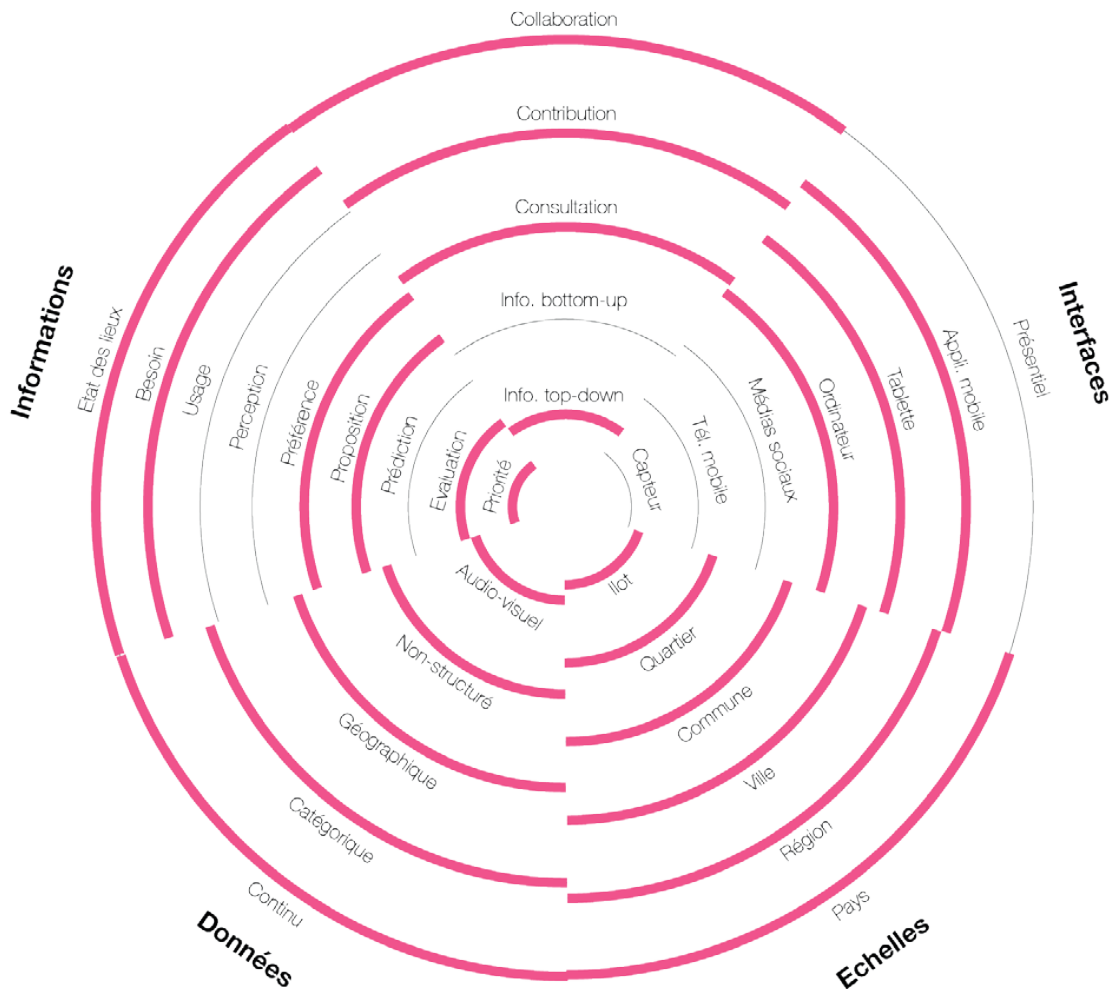 Collaboration
Contribution
Consultation
Info. bottom-up
Info. top-down
Informations
Etat des lieux
Besoin
Usage
Perception
Préférence
Proposition
Prédiction
Evaluation
Priorité
Interfaces
Présentiel
Appli. mobile
Tablette
Ordinateur
Médias sociaux
Tél. mobile
Capteur
Données
Audio-visuel
Non-structuré
Géographique
Catégorique
Continu
Echelles
Ilot
Quartier
Commune
Ville
Région
Pays